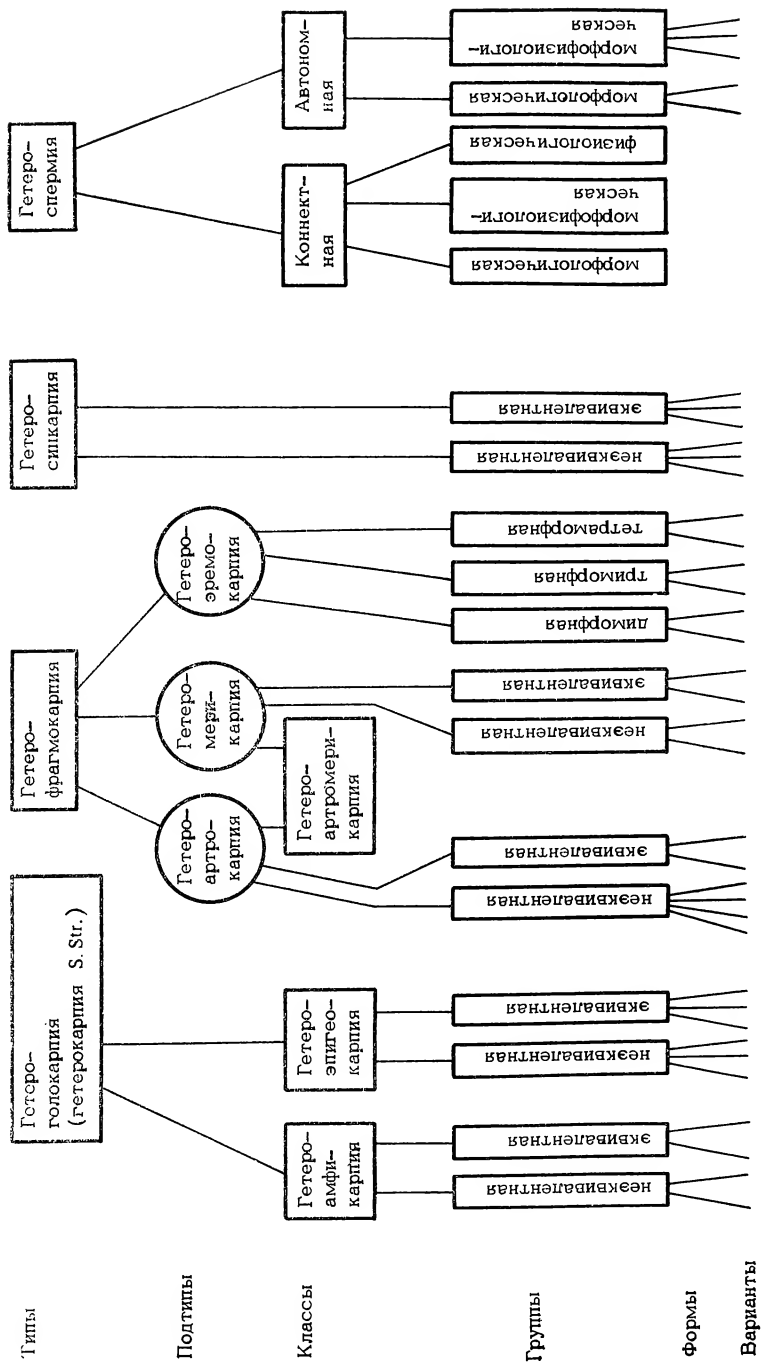 Типы
Гетеро-
голокарпия
(гетерокарпия S. Str.)
Гетеро-
фрагмокарпия
Гетеро-
синкарпия
Гетеро-
спермия
Подтипы
Гетеро-
артро-
карпия
Гетеро-
мери-
карпия
Гетеро-
эремо-
карпия
Классы
Гетеро-
амфи-
карпия
Гетеро-
эпигео-
карпия
Гетеро-
артромери-
карпия
Коннект-
ная
Автоном-
ная
Группы
неэквивалентная
эквивалентная
неэквивалентная
эквивалентная
неэквивалентная
эквивалентная
неэквивалентная
эквивалентная
диморфная
триморфная
тетраморфная
неэквивалентная
эквивалентная
морфологическая
морфофизиологи-
ческая
физиологическая
морфологическая
морфофизиологи-
ческая
формы
Варианты